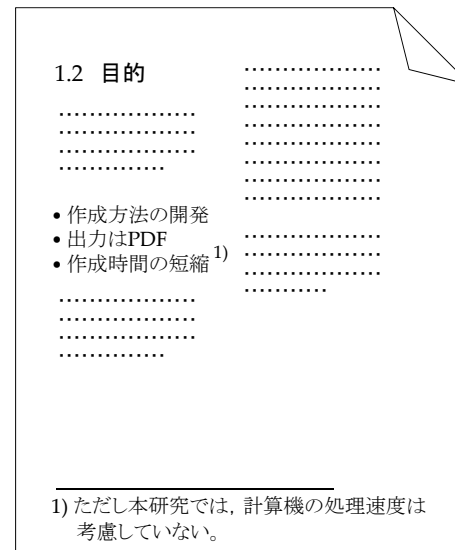 1.2 目的
• 作成方法の開発
• 出力はPDF
• 作成時間の短縮 1)
1) ただし本研究では, 計算機の処理速度は
考慮していない。